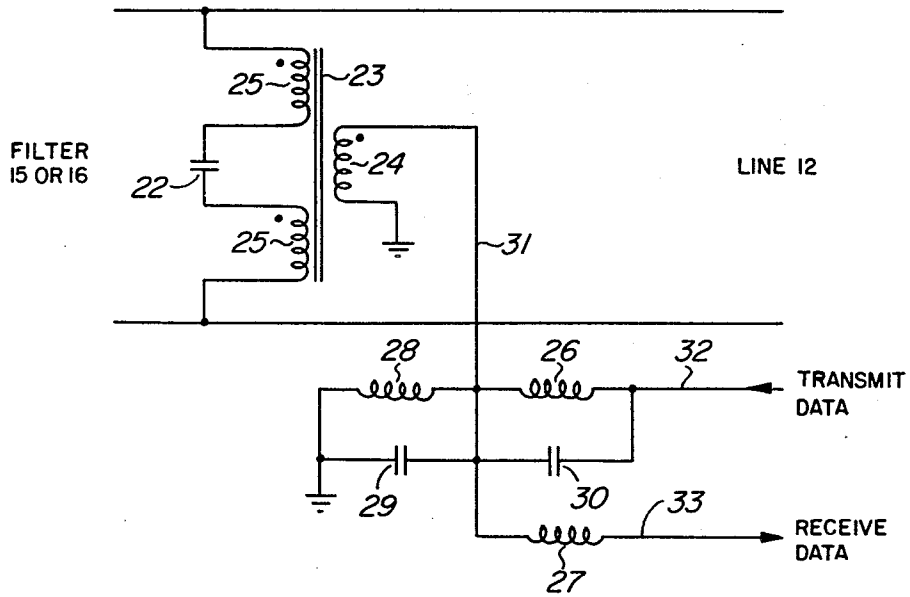 25
23
FILTER
15 OR 16
22
24
LINE 12
25
31
28
26
32
TRANSMIT
DATA
29
30
33
RECEIVE
DATA
27